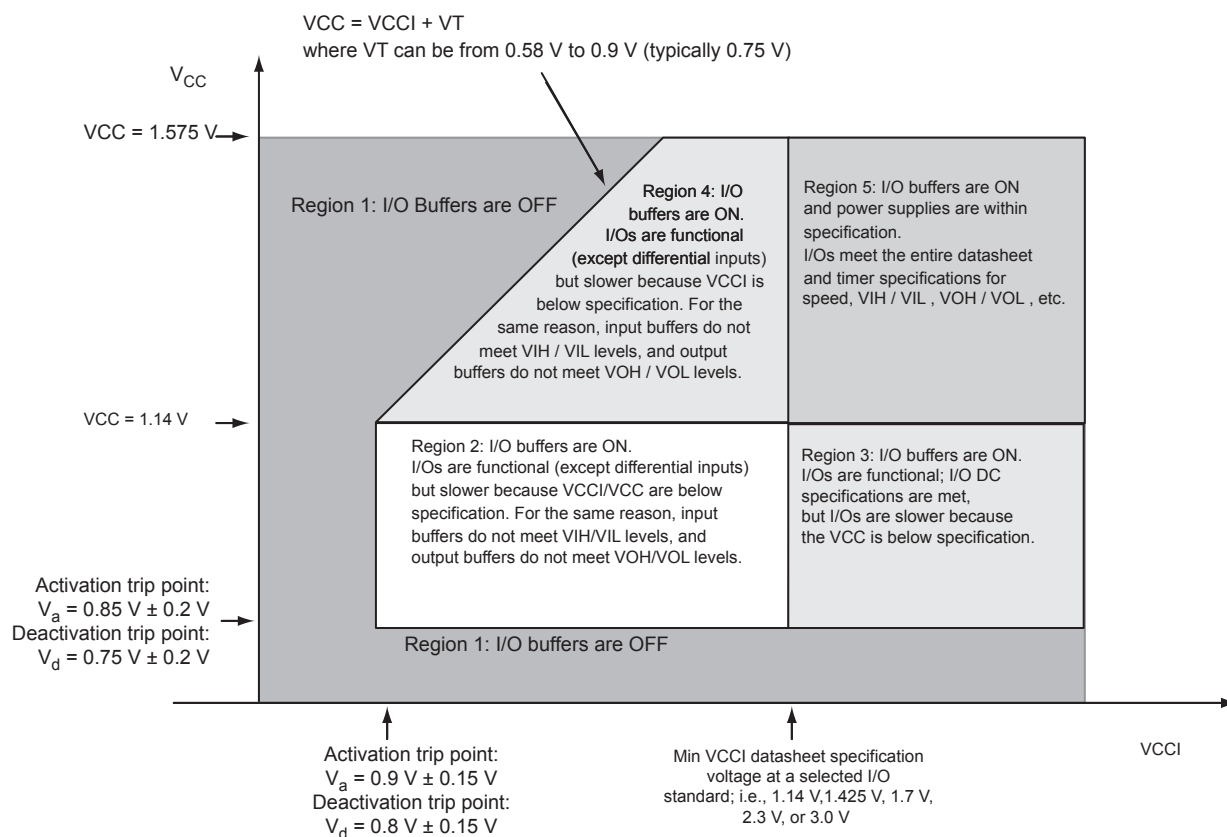 VCC = VCCI + VT
where VT can be from 0.58 V to 0.9 V (typically 0.75 V)
VCC
VCC = 1.575 V
Region 1: I/O Buffers are OFF
Region 4: I/O
buffers are ON.
I/Os are functional
(except differential inputs)
but slower because VCCI is
below specification. For the
same reason, input buffers do not
meet VIH / VIL levels, and output
buffers do not meet VOH / VOL levels.
Region 5: I/O buffers are ON
and power supplies are within
specification.
I/Os meet the entire datasheet
and timer specifications for
speed, VIH / VIL , VOH / VOL , etc.
VCC = 1.14 V
Region 2: I/O buffers are ON.
I/Os are functional (except differential inputs)
but slower because VCCI/VCC are below
specification. For the same reason, input
buffers do not meet VIH/VIL levels, and
output buffers do not meet VOH/VOL levels.
Region 3: I/O buffers are ON.
I/Os are functional; I/O DC
specifications are met,
but I/Os are slower because
the VCC is below specification.
Activation trip point:
Va = 0.85 V ± 0.2 V
Deactivation trip point:
Vd = 0.75 V ± 0.2 V
Region 1: I/O buffers are OFF
Activation trip point:
Va = 0.9 V ± 0.15 V
Deactivation trip point:
Vd = 0.8 V ± 0.15 V
Min VCCI datasheet specification
voltage at a selected I/O
standard; i.e., 1.14 V,1.425 V, 1.7 V,
2.3 V, or 3.0 V
VCCI